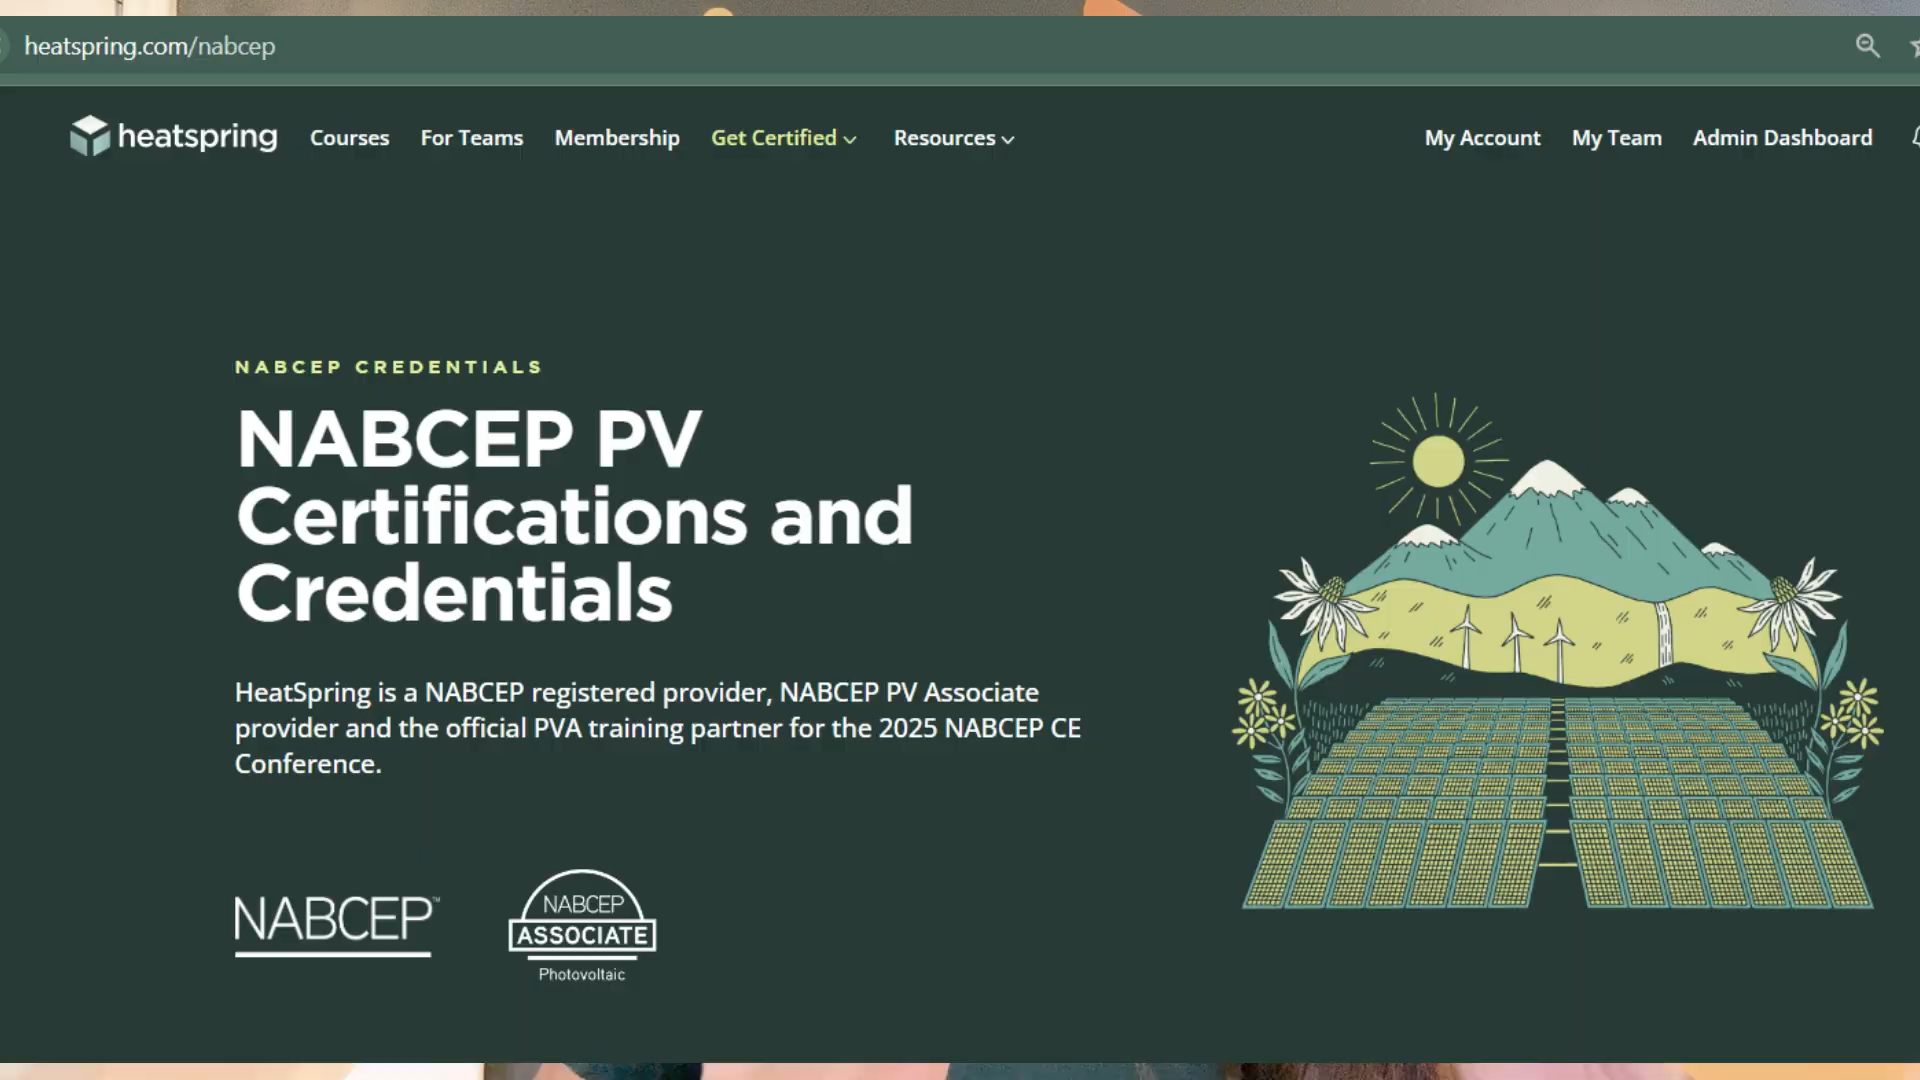 heatspring.com/nabcep
heatspring Courses For Teams Membership Get Certified Resources My Account My Team Admin Dashboard
NABCEP CREDENTIALS
NABCEP PV
Certifications and
Credentials
HeatSpring is a NABCEP registered provider, NABCEP PV Associate
provider and the official PVA training partner for the 2025 NABCEP CE
Conference.
NABCEP™
NABCEP
ASSOCIATE
Photovoltaic